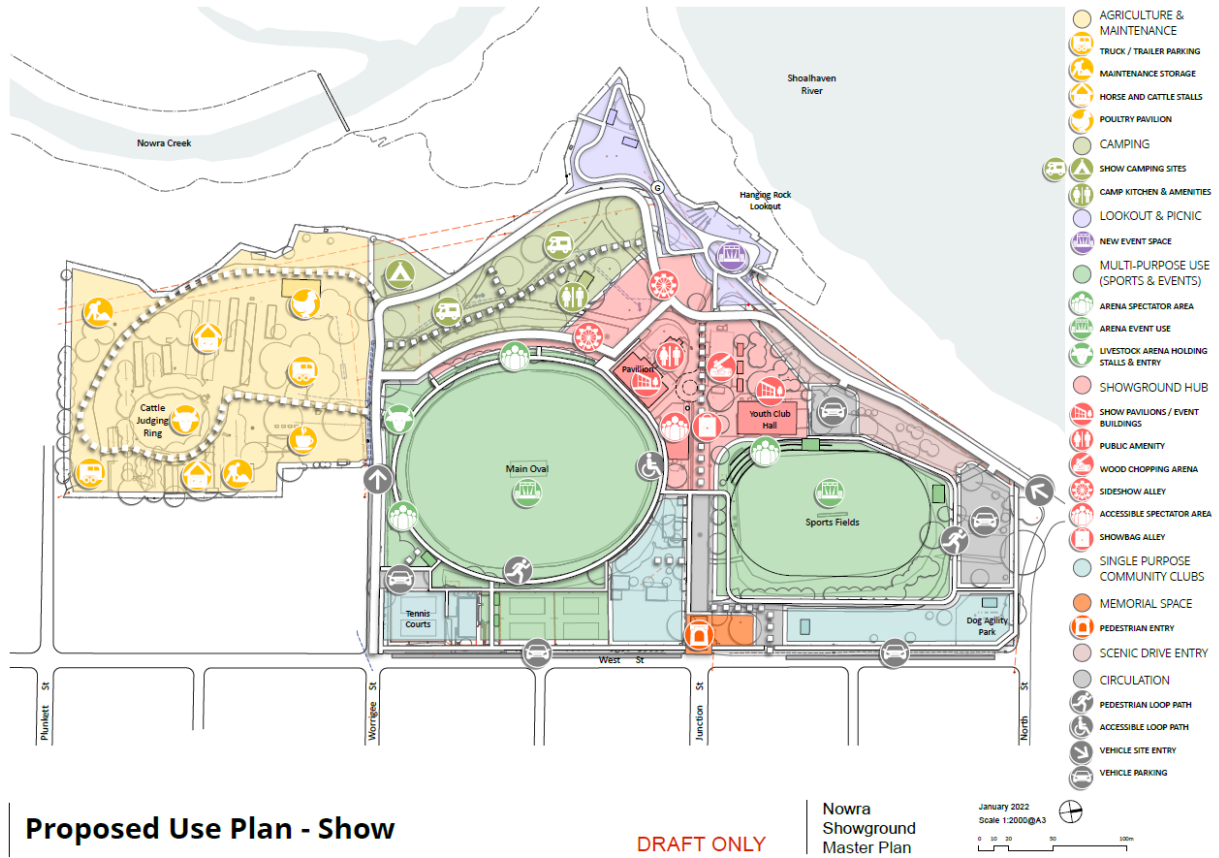 Shoalhaven
River
Nowra Creek
Hanging Rock
Lookout
G
Pavilion
Youth Club
Hall
Cattle
Judging
Ring
Main Oval
Sports Fields
Tennis
Courts
Dog Agility
Park
West St
Plunkett St
Worrigee St
Junction St
North St
AGRICULTURE &
MAINTENANCE
TRUCK / TRAILER PARKING
MAINTENANCE STORAGE
HORSE AND CATTLE STALLS
POULTRY PAVILION
CAMPING
SHOW CAMPING SITES
CAMP KITCHEN & AMENITIES
LOOKOUT & PICNIC
NEW EVENT SPACE
MULTI-PURPOSE USE
(SPORTS & EVENTS)
ARENA SPECTATOR AREA
ARENA EVENT USE
LIVESTOCK ARENA HOLDING
STALLS & ENTRY
SHOWGROUND HUB
SHOW PAVILIONS / EVENT
BUILDINGS
PUBLIC AMENITY
WOOD CHOPPING ARENA
SIDESHOW ALLEY
ACCESSIBLE SPECTATOR AREA
SHOWBAG ALLEY
SINGLE PURPOSE
COMMUNITY CLUBS
MEMORIAL SPACE
PEDESTRIAN ENTRY
SCENIC DRIVE ENTRY
CIRCULATION
PEDESTRIAN LOOP PATH
ACCESSIBLE LOOP PATH
VEHICLE SITE ENTRY
VEHICLE PARKING
Proposed Use Plan - Show
DRAFT ONLY
Nowra
Showground
Master Plan
January 2022
Scale 1:2000@A3
0 10 20 50 100m